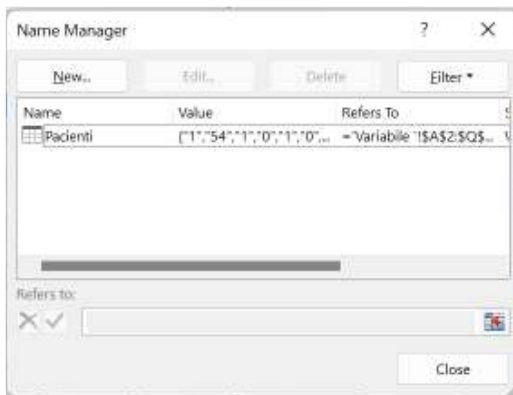 Name Manager ? ×
New... Edit... Delete Filter
Name Value Refers To
Pacienti {"1","54","1","0","1","0",... ='Variabile '!$A$2:$Q$...
Refers to:
Close